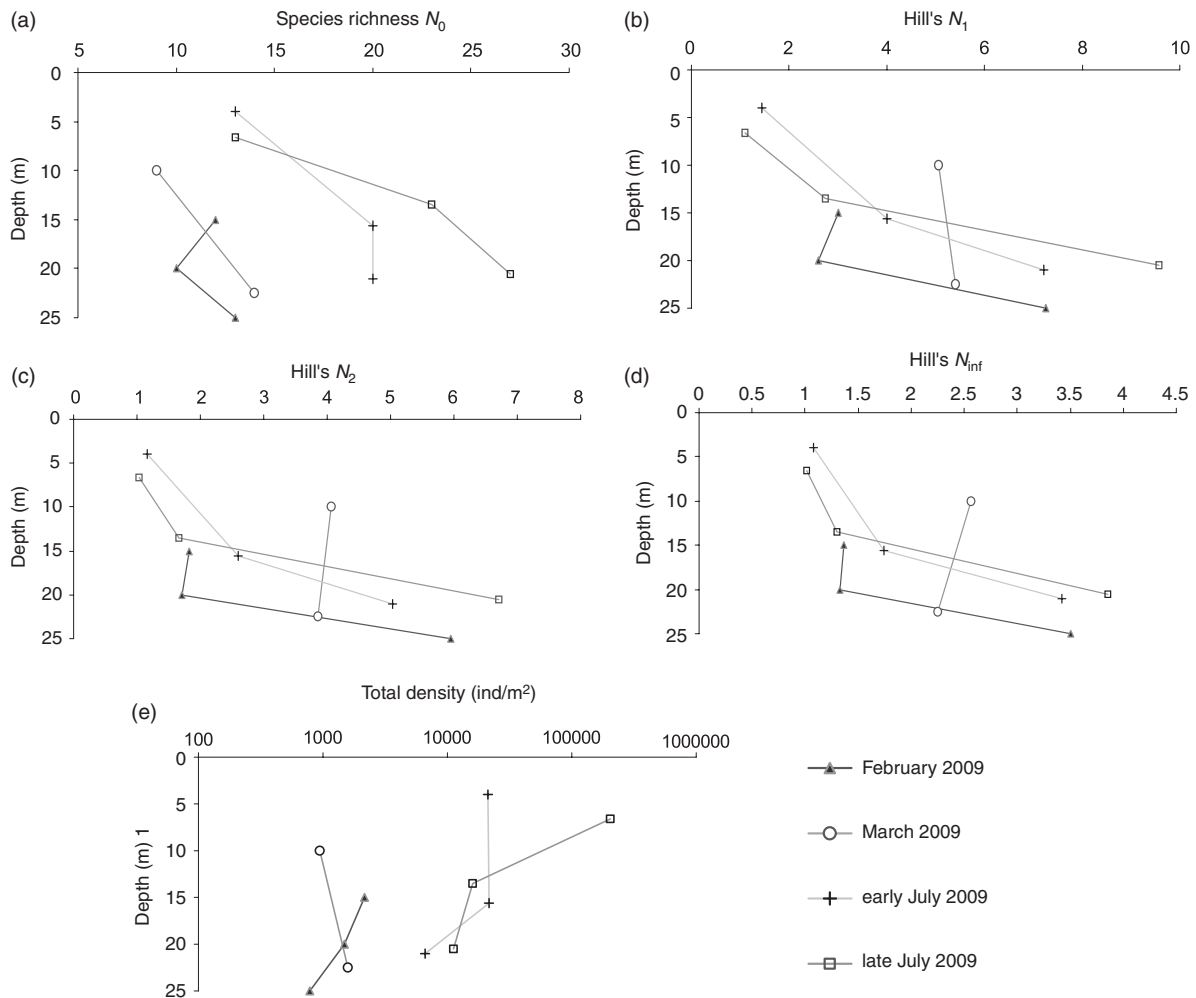 (a)
Species richness N0
5 10 15 20 25 30
0
5
10
15
20
25
Depth (m)
(b)
Hill's N1
0 2 4 6 8 10
0
5
10
15
20
25
Depth (m)
(c)
Hill's N2
0 1 2 3 4 5 6 7 8
0
5
10
15
20
25
Depth (m)
(d)
Hill's Ninf
0 0.5 1 1.5 2 2.5 3 3.5 4 4.5
0
5
10
15
20
25
Depth (m)
(e)
Total density (ind/m²)
100 1000 10000 100000 1000000
0
5
10
15
20
25
Depth (m) 1
February 2009
March 2009
early July 2009
late July 2009